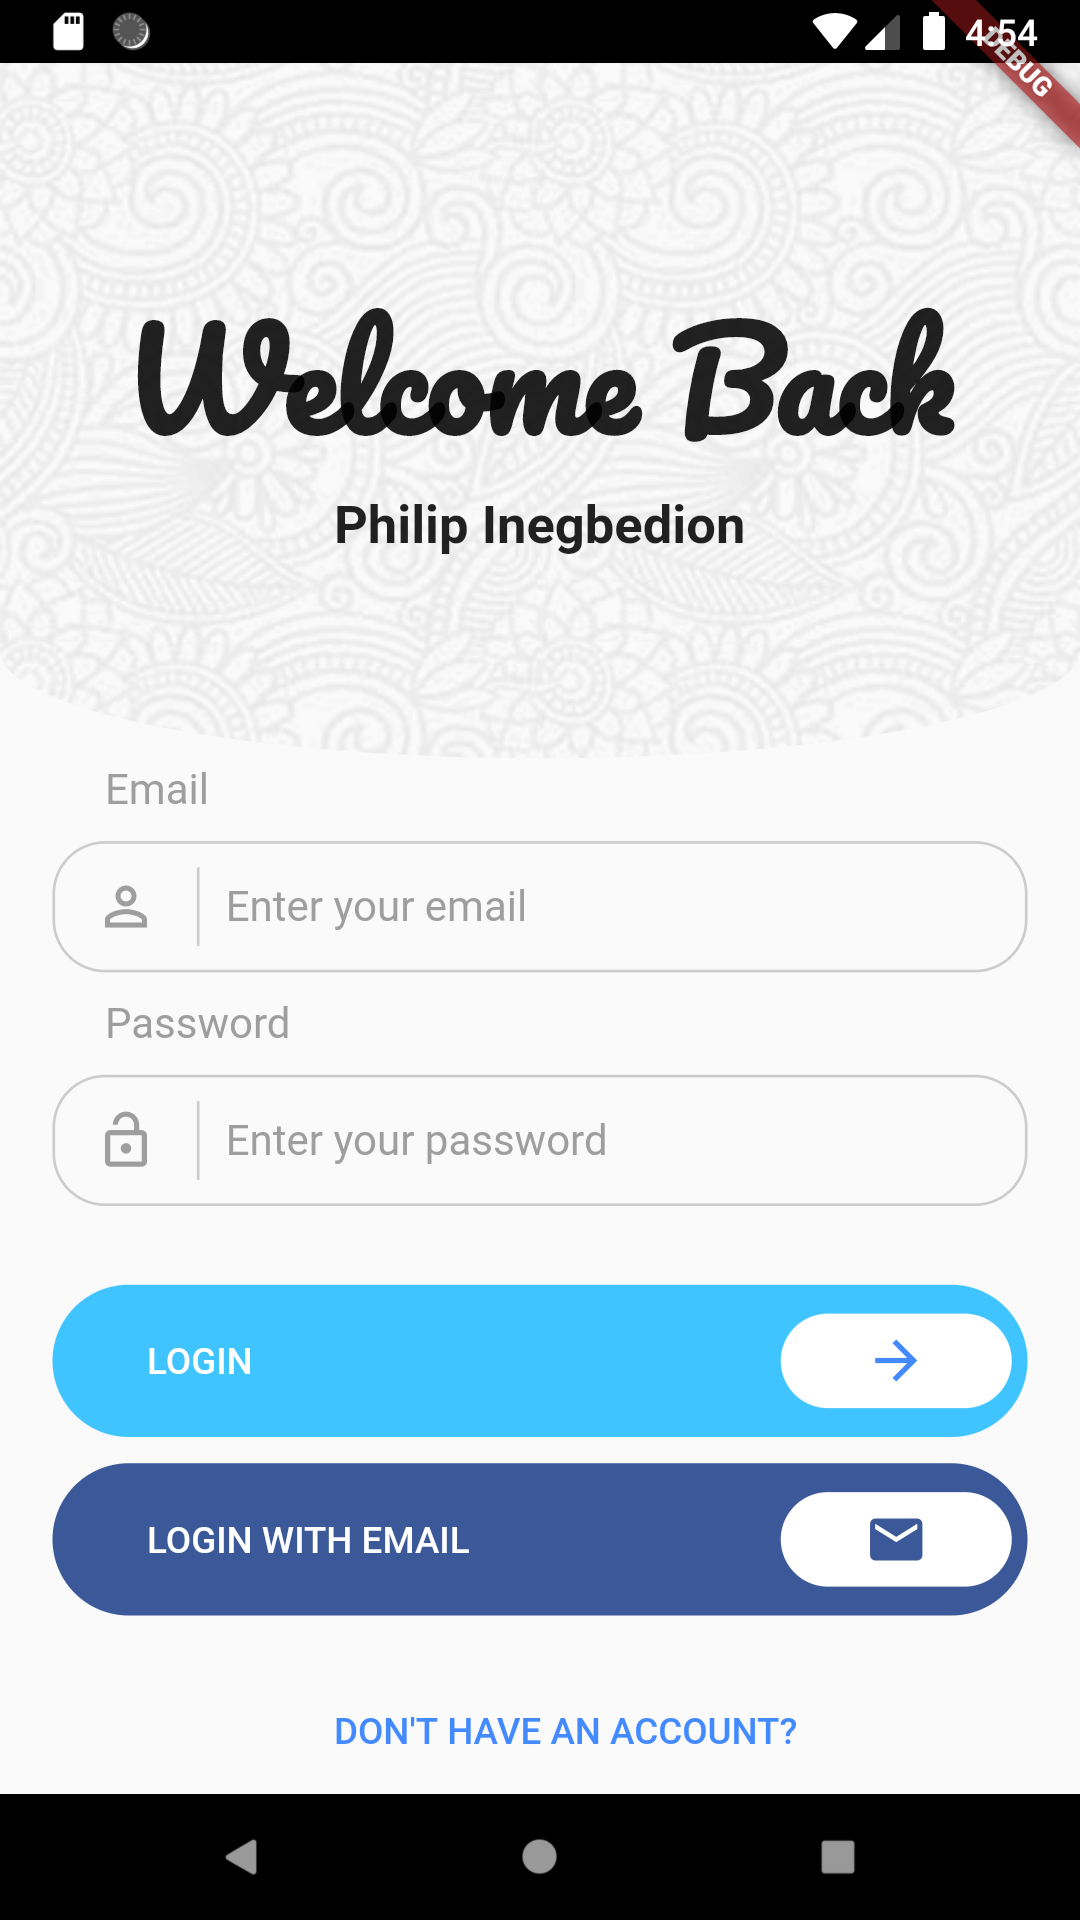 4:54
DEBUG
Welcome Back
Philip Inegbedion
Email
Enter your email
Password
Enter your password
LOGIN
LOGIN WITH EMAIL
DON'T HAVE AN ACCOUNT?